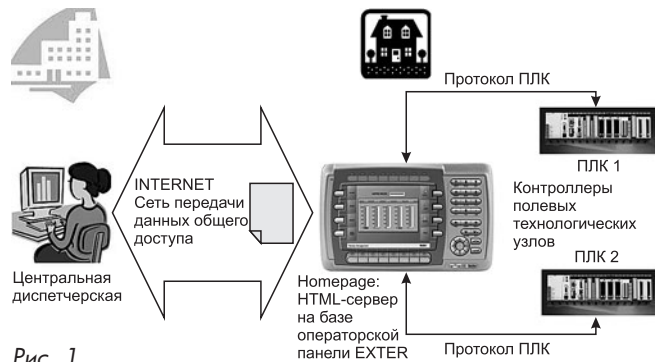 Протокол ПЛК
ПЛК 1
INTERNET
Сеть передачи
данных общего
доступа
Контроллеры
полевых
технологических
узлов
ПЛК 2
Центральная
диспетчерская
Homepage:
HTML-сервер
на базе
операторской
панели EXTER
Протокол ПЛК
Рис. 1